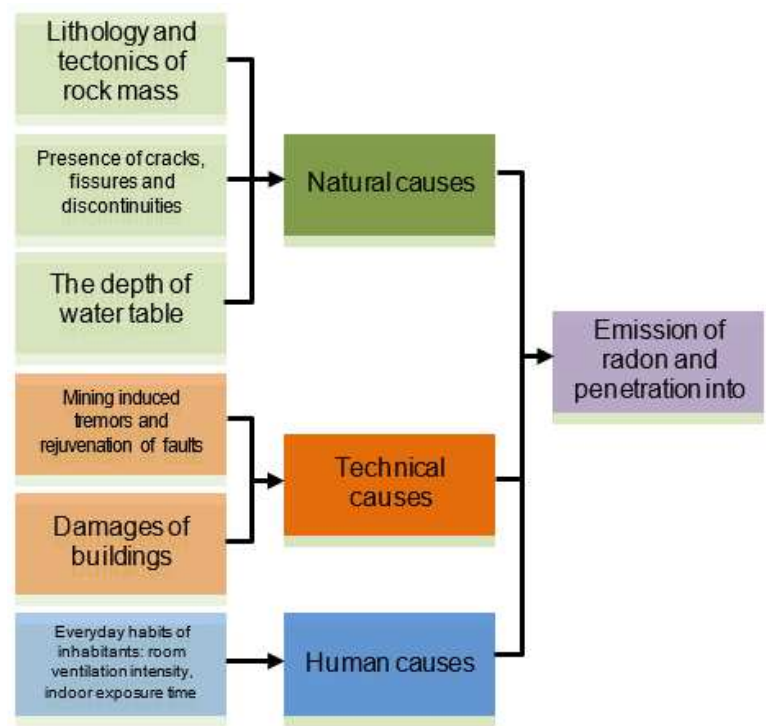 Lithology and
tectonics of
rock mass
Presence of cracks,
fissures and
discontinuities
The depth of
water table
Mining induced
tremors and
rejuvenation of faults
Damages of
buildings
Everyday habits of
inhabitants: room
ventilation intensity,
indoor exposure time
Natural causes
Technical
causes
Human causes
Emission of
radon and
penetration into